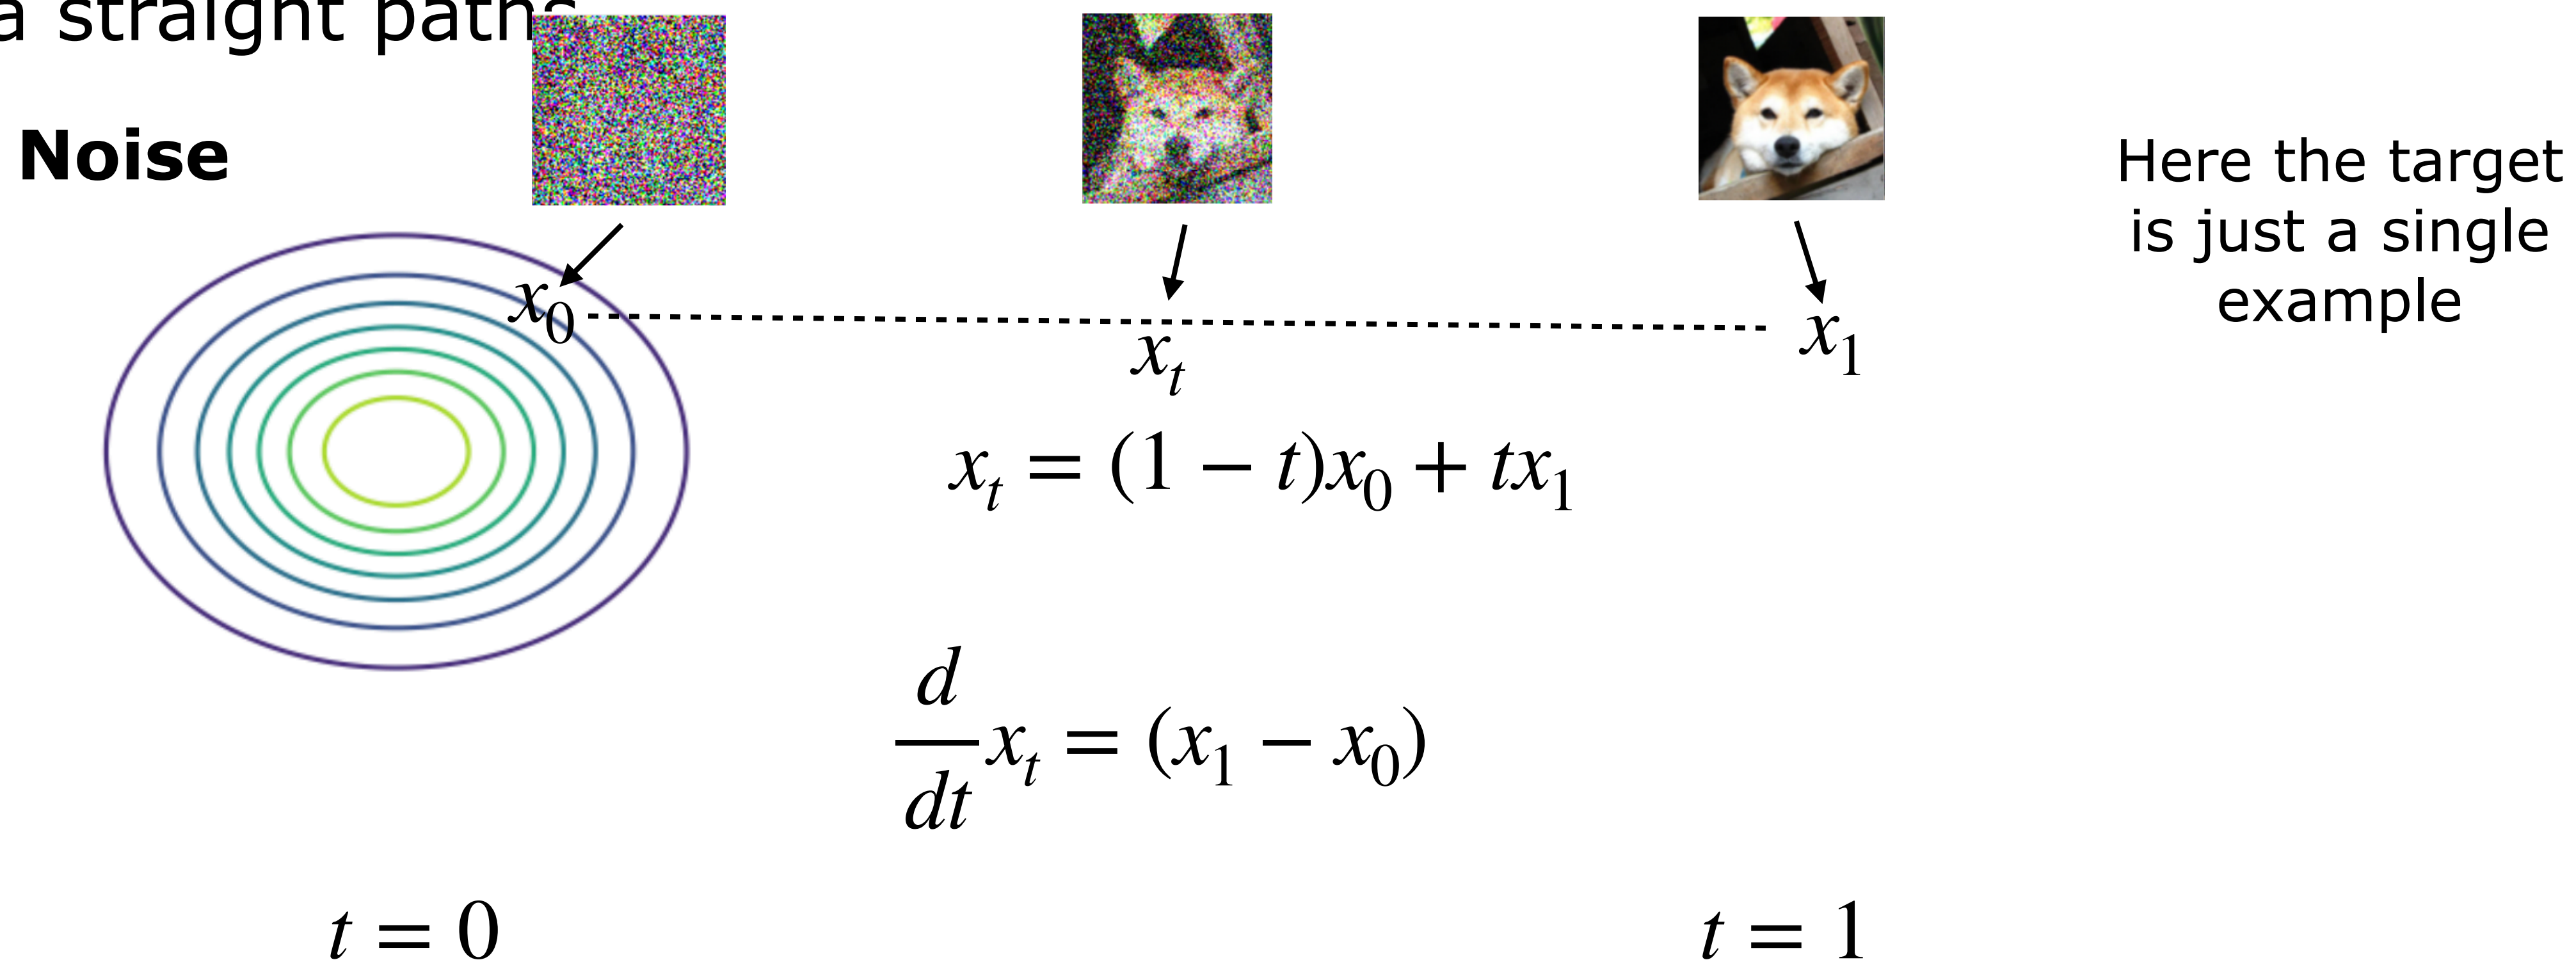 a straight paths
Noise
Here the target
is just a single
example
x₀
xₜ
x₁
xₜ = (1 − t)x₀ + tx₁
d/dt xₜ = (x₁ − x₀)
t = 0
t = 1